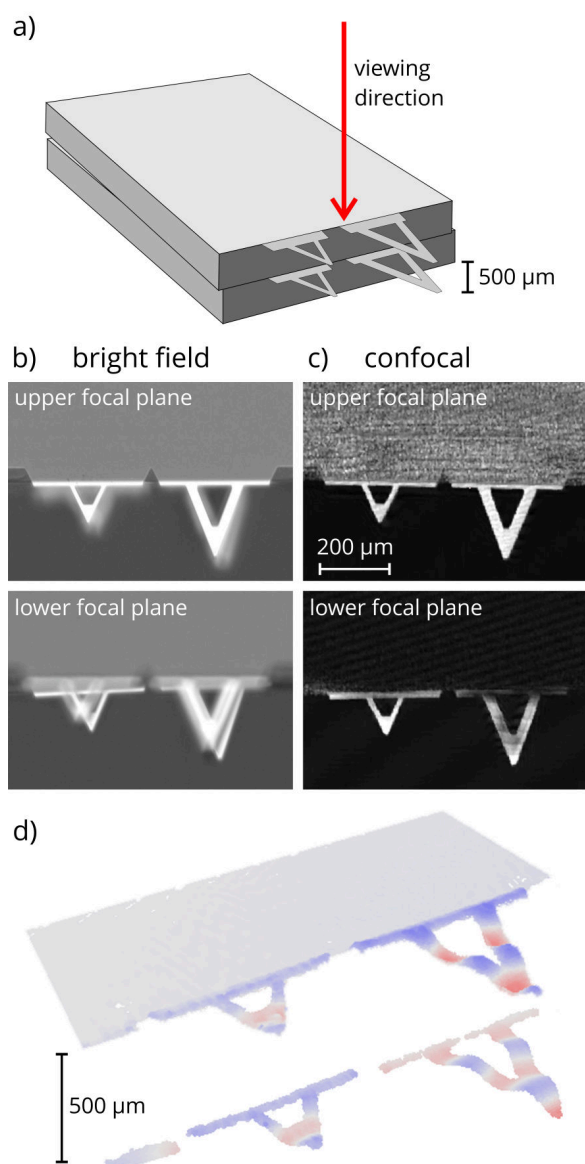 a)
viewing
direction
500 µm
b) bright field
c) confocal
upper focal plane
upper focal plane
200 µm
lower focal plane
lower focal plane
d)
500 µm